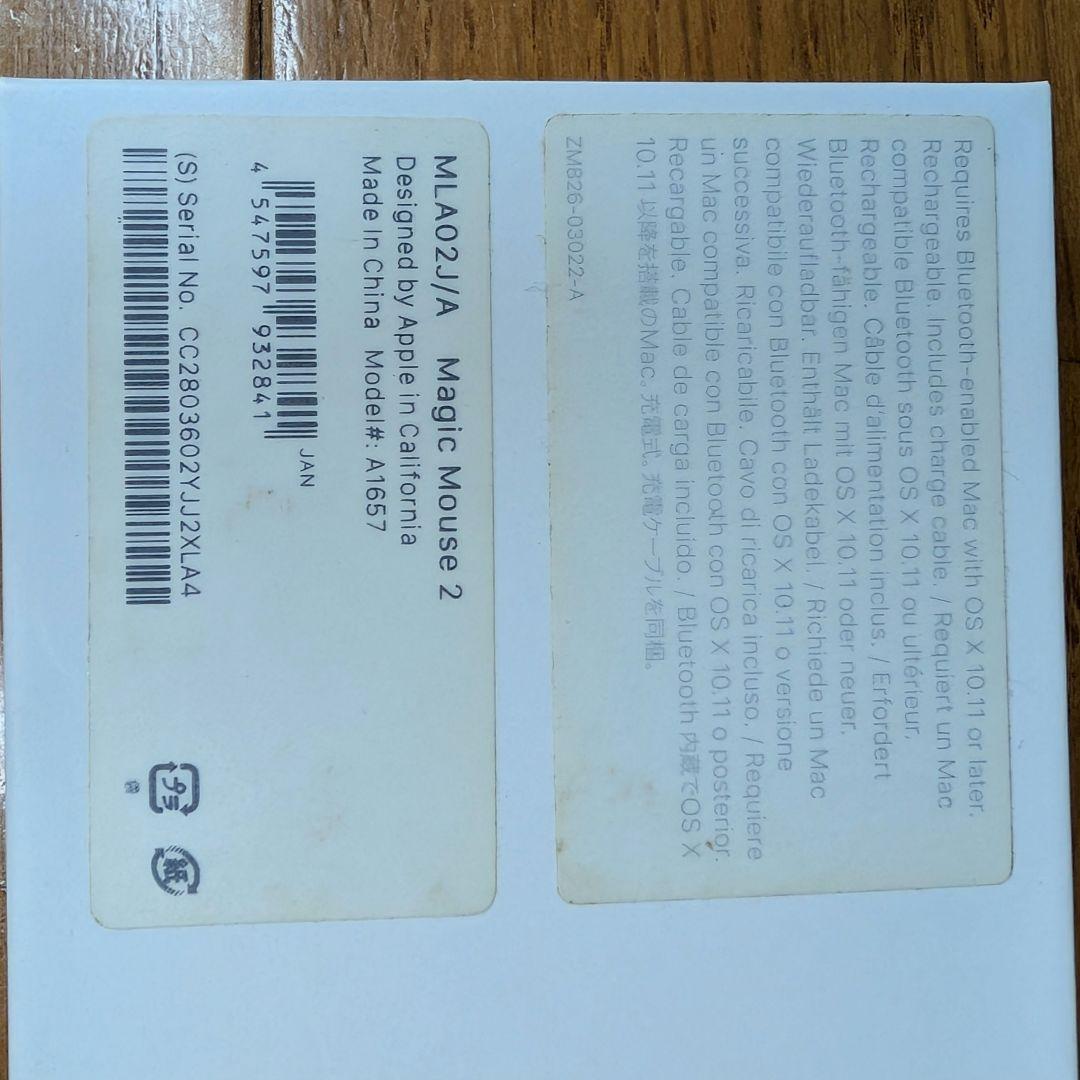 Requires Bluetooth-enabled Mac with OS X 10.11 or later.
Rechargeable. Includes charge cable. / Requiert un Mac
compatible Bluetooth sous OS X 10.11 ou ultérieur.
Rechargeable. Câble d'alimentation inclus. / Erfordert
Bluetooth-fähigen Mac mit OS X 10.11 oder neuer.
Wiederaufladbar. Enthält Ladekabel. / Richiede un Mac
compatibile con Bluetooth con OS X 10.11 o versione
successiva. Ricaricabile. Cavo di ricarica incluso. / Requiere
un Mac compatible con Bluetooth con OS X 10.11 o posterior.
Recargable. Cable de carga incluido. / Bluetooth 内蔵でOS X
10.11 以降を搭載のMac。充電式。充電ケーブルを同梱。
ZM826-03022-A
MLA02J/A Magic Mouse 2
Designed by Apple in California
Made In China Model#: A1657
JAN
4 547597 932841
(S) Serial No. CC2803602YJJ2XLA4
プラ
紙